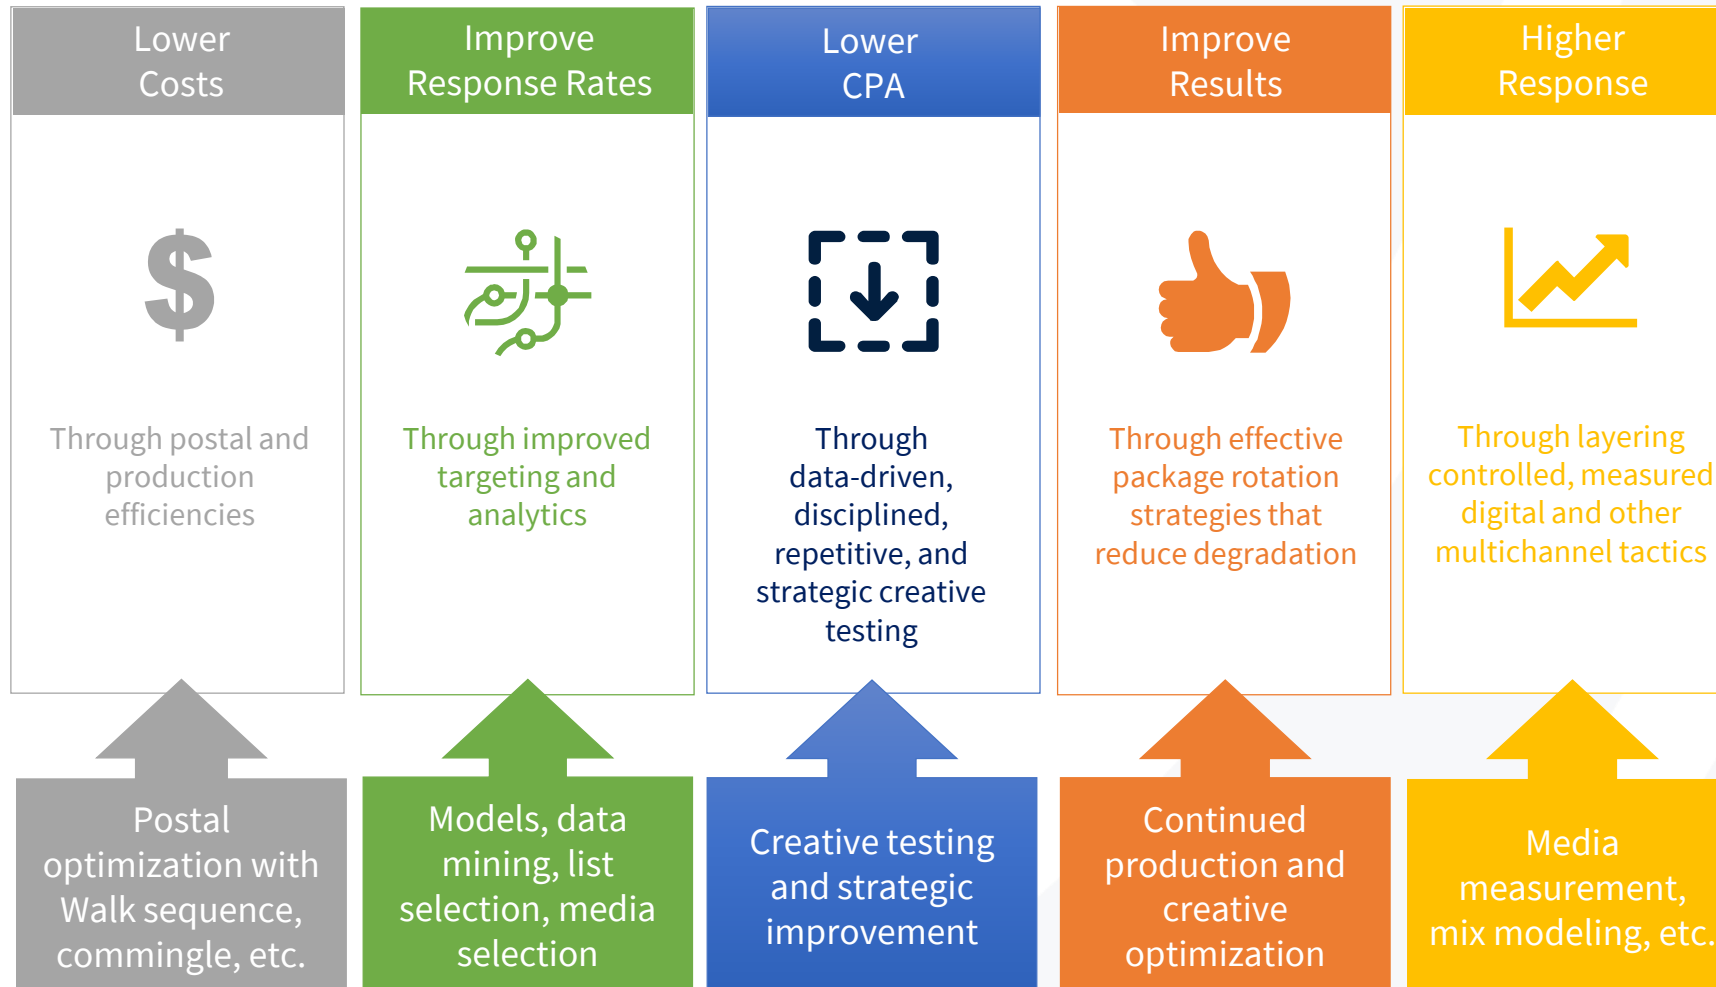 Lower
Costs
Improve
Response Rates
Lower
CPA
Improve
Results
Higher
Response
$
Through postal and
production
efficiencies
Through improved
targeting and
analytics
Through
data-driven,
disciplined,
repetitive, and
strategic creative
testing
Through effective
package rotation
strategies that
reduce degradation
Through layering
controlled, measured
digital and other
multichannel tactics
Postal
optimization with
Walk sequence,
commingle, etc.
Models, data
mining, list
selection, media
selection
Creative testing
and strategic
improvement
Continued
production and
creative
optimization
Media
measurement,
mix modeling, etc.